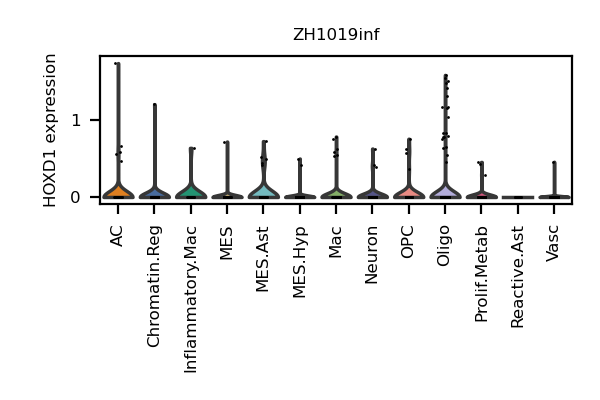 ZH1019inf
HOXD1 expression
1
0
AC
Chromatin.Reg
Inflammatory.Mac
MES
MES.Ast
MES.Hyp
Mac
Neuron
OPC
Oligo
Prolif.Metab
Reactive.Ast
Vasc